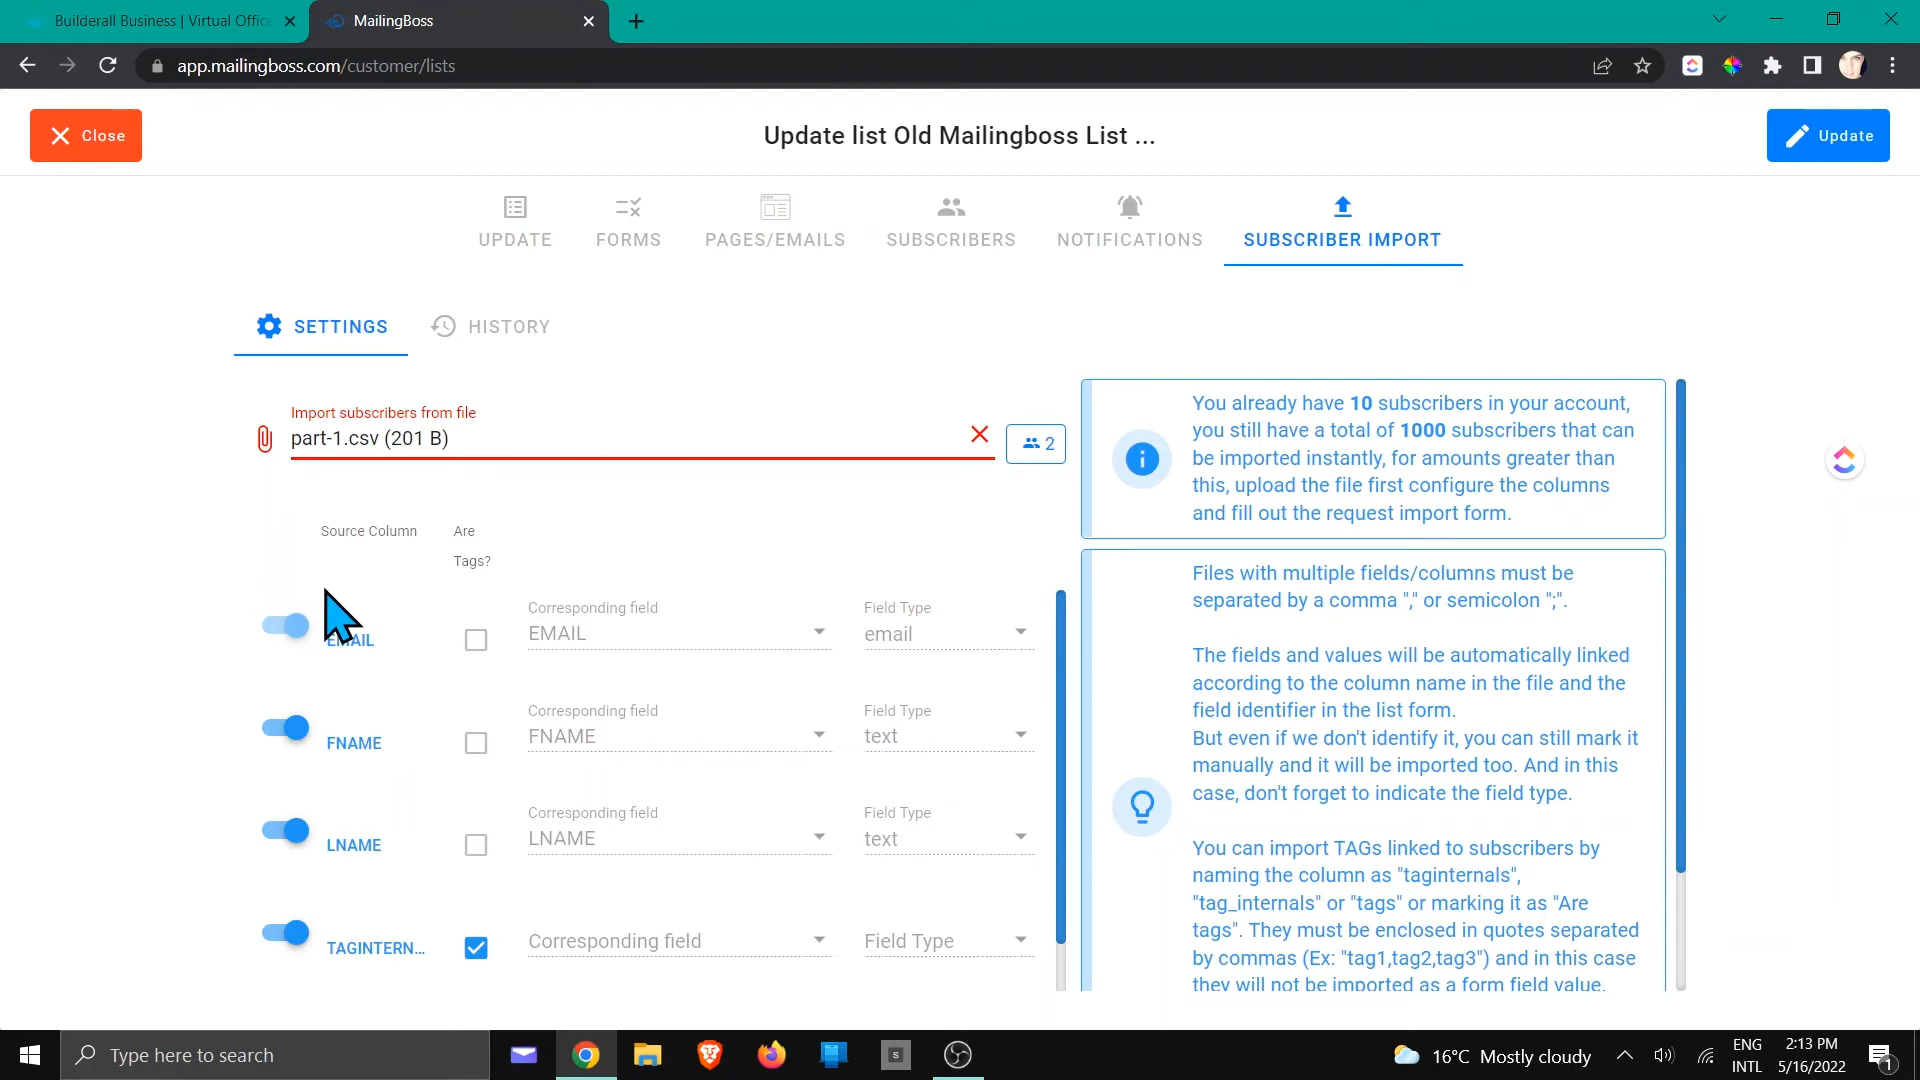 Builderall Business | Virtual Office
MailingBoss
app.mailingboss.com/customer/lists
Close
Update list Old Mailingboss List ...
Update
UPDATE
FORMS
PAGES/EMAILS
SUBSCRIBERS
NOTIFICATIONS
SUBSCRIBER IMPORT
SETTINGS
HISTORY
Import subscribers from file
part-1.csv (201 B)
2
Source Column
Are
Tags?
EMAIL
Corresponding field
EMAIL
Field Type
email
FNAME
Corresponding field
FNAME
Field Type
text
LNAME
Corresponding field
LNAME
Field Type
text
TAGINTERN...
Corresponding field
Field Type
You already have 10 subscribers in your account,
you still have a total of 1000 subscribers that can
be imported instantly, for amounts greater than
this, upload the file first configure the columns
and fill out the request import form.
Files with multiple fields/columns must be
separated by a comma "," or semicolon ";".
The fields and values will be automatically linked
according to the column name in the file and the
field identifier in the list form.
But even if we don't identify it, you can still mark it
manually and it will be imported too. And in this
case, don't forget to indicate the field type.
You can import TAGs linked to subscribers by
naming the column as "taginternals",
"tag_internals" or "tags" or marking it as "Are
tags". They must be enclosed in quotes separated
by commas (Ex: "tag1,tag2,tag3") and in this case
they will not be imported as a form field value.
Type here to search
S
16°C Mostly cloudy
ENG
INTL
2:13 PM
5/16/2022
1